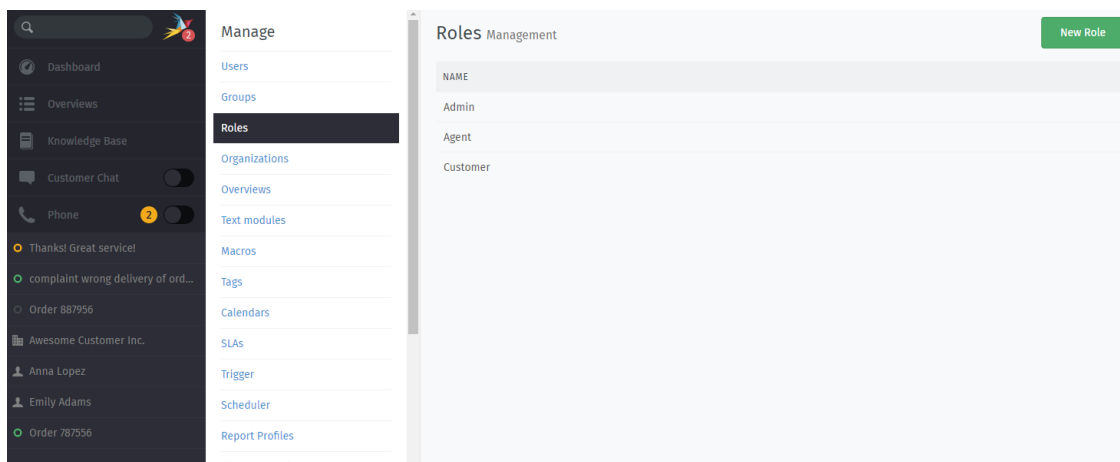 2
Dashboard
Overviews
Knowledge Base
Customer Chat
Phone 2
Thanks! Great service!
complaint wrong delivery of ord...
Order 887956
Awesome Customer Inc.
Anna Lopez
Emily Adams
Order 787556
Manage
Users
Groups
Roles
Organizations
Overviews
Text modules
Macros
Tags
Calendars
SLAs
Trigger
Scheduler
Report Profiles
Roles Management
New Role
NAME
Admin
Agent
Customer